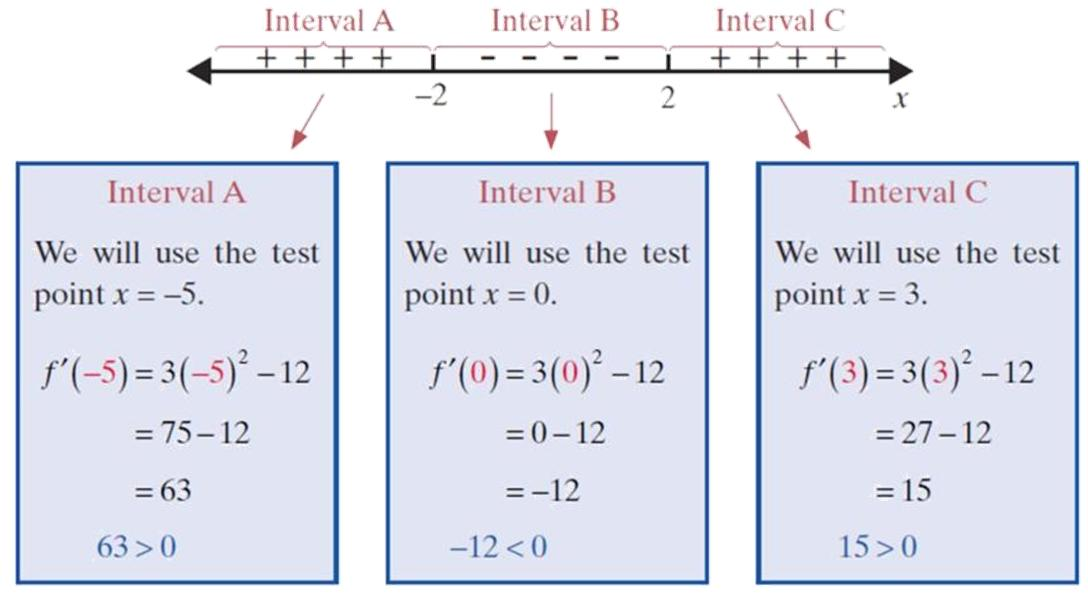 Interval A Interval B Interval C
+ + + + - - - - + + + +
−2 2 x
Interval A
We will use the test
point x = −5.
f′(−5) = 3(−5)² − 12
= 75 − 12
= 63
63 > 0
Interval B
We will use the test
point x = 0.
f′(0) = 3(0)² − 12
= 0 − 12
= −12
−12 < 0
Interval C
We will use the test
point x = 3.
f′(3) = 3(3)² − 12
= 27 − 12
= 15
15 > 0